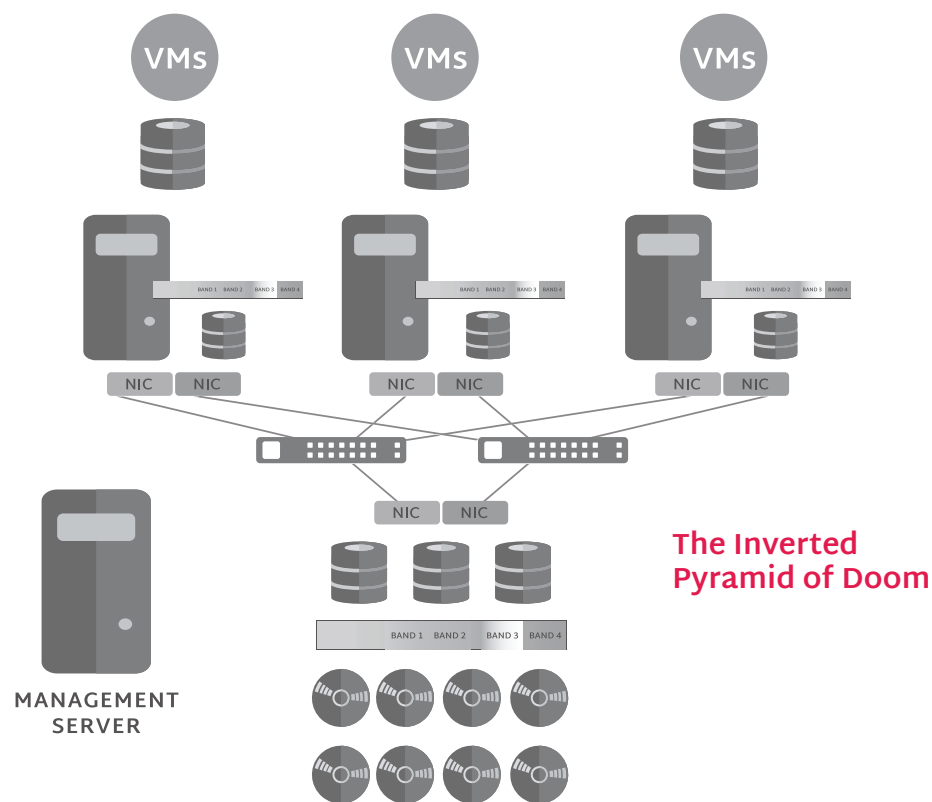 VMs
VMs
VMs
BAND 1 BAND 2 BAND 3 BAND 4
BAND 1 BAND 2 BAND 3 BAND 4
BAND 1 BAND 2 BAND 3 BAND 4
NIC NIC
NIC NIC
NIC NIC
NIC NIC
The Inverted
Pyramid of Doom
BAND 1 BAND 2 BAND 3 BAND 4
MANAGEMENT
SERVER